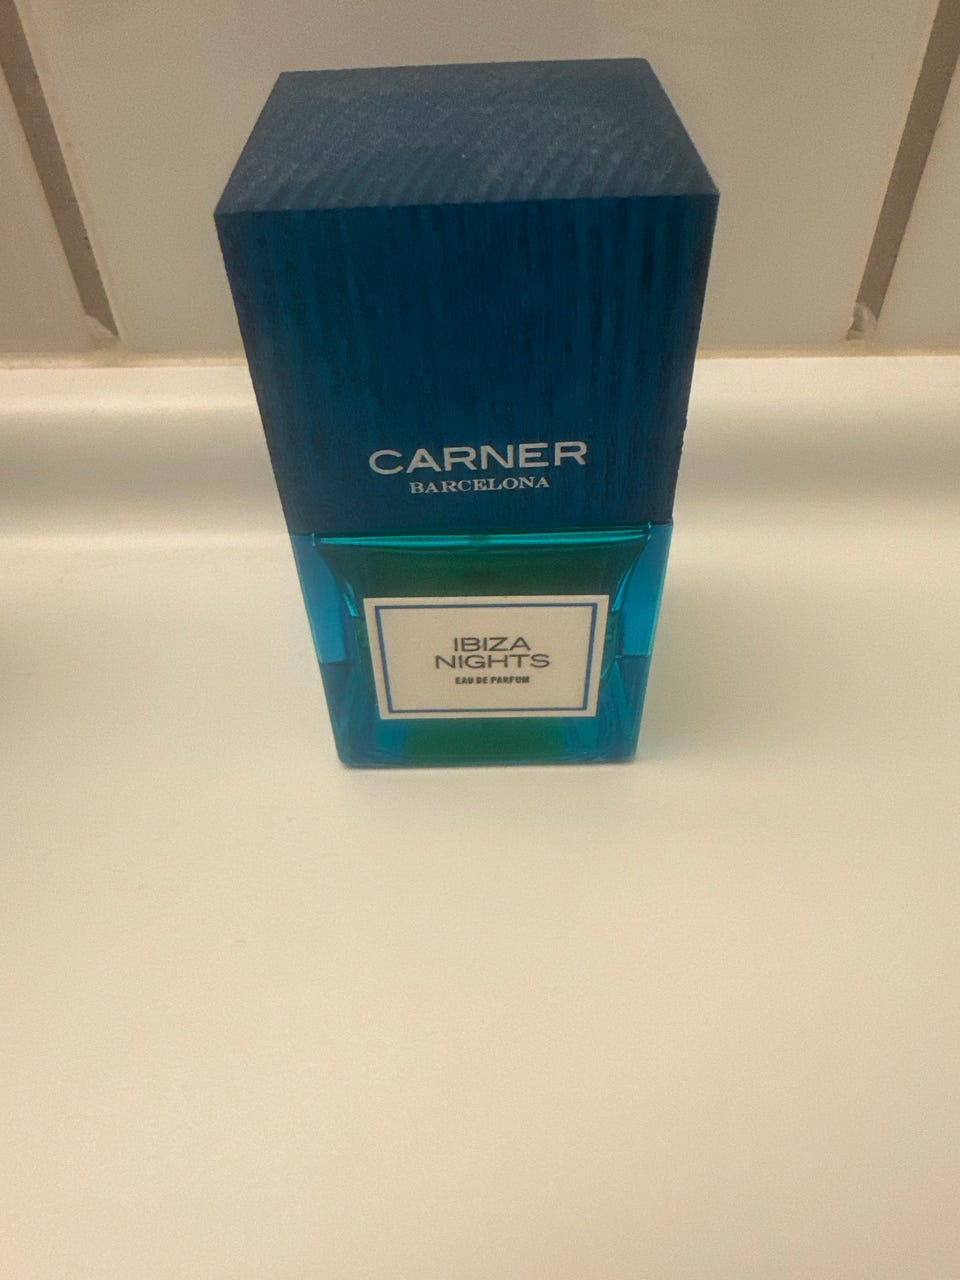 CARNER
BARCELONA
IBIZA
NIGHTS
EAU DE PARFUM